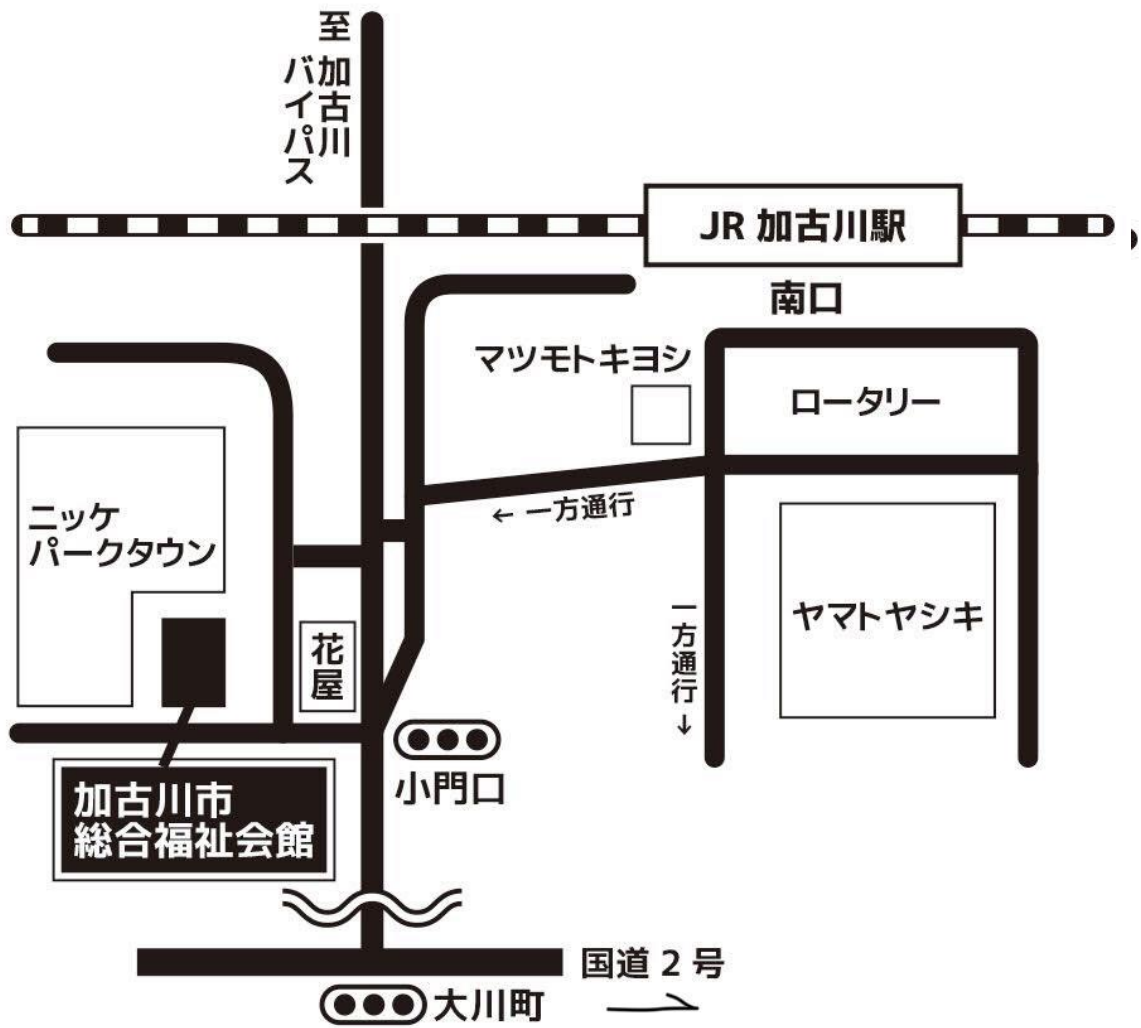 至 加古川
バイパス
JR 加古川駅
南口
マツモトキヨシ
ロータリー
← 一方通行
ニッケ
パークタウン
一方通行↓
ヤマトヤシキ
花屋
小門口
加古川市
総合福祉会館
国道 2 号
大川町